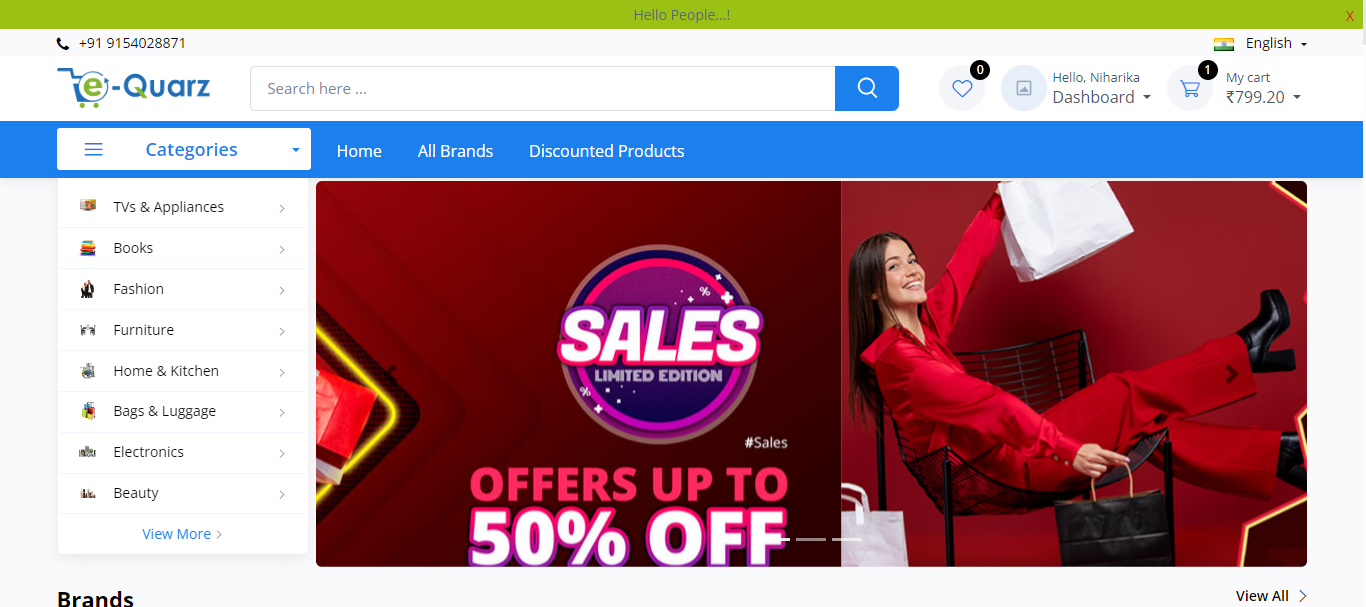 Hello People...!
X
+91 9154028871
English
e-Quarz
Search here ...
0
Hello, Niharika
Dashboard
1
My cart
₹799.20
Categories
Home
All Brands
Discounted Products
TVs & Appliances
Books
Fashion
Furniture
Home & Kitchen
Bags & Luggage
Electronics
Beauty
View More
SALES
LIMITED EDITION
#Sales
OFFERS UP TO
50% OFF
Brands
View All